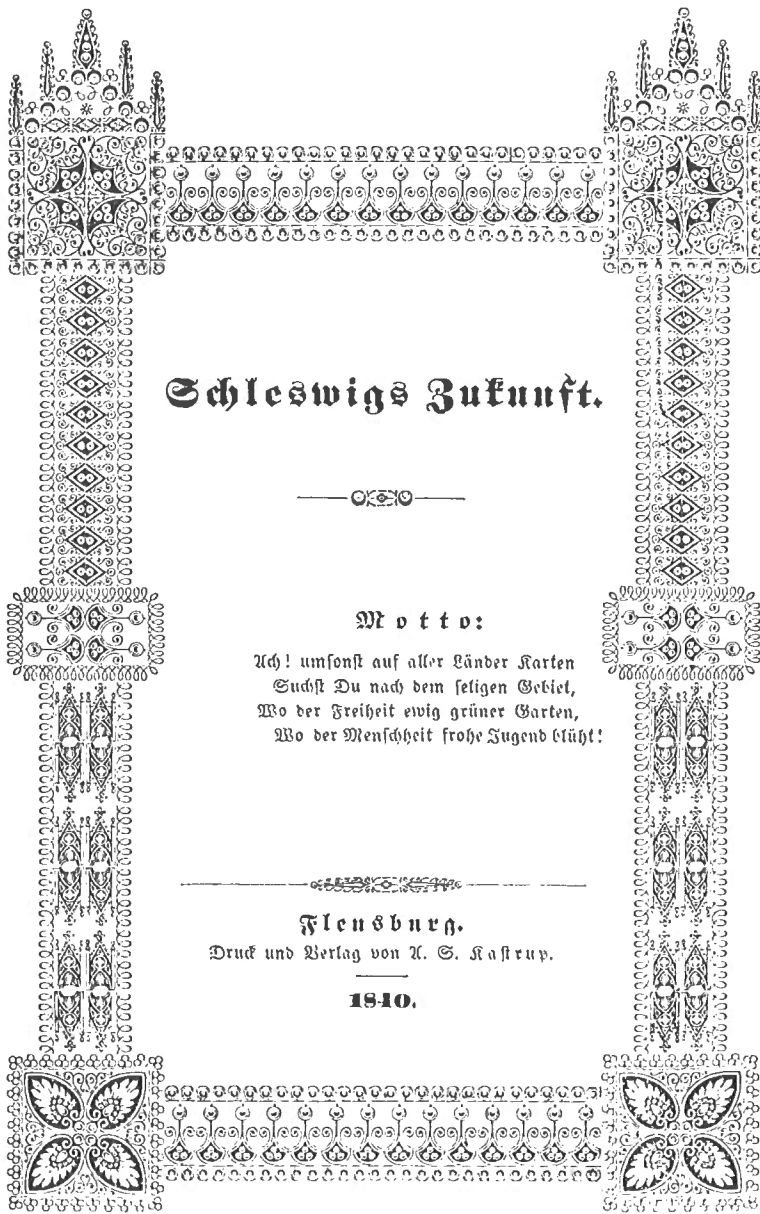 Schleswigs Zukunft.
Motto:
Ach! umsonst auf aller Länder Karten
Suchst Du nach dem seligen Gebiet,
Wo der Freiheit ewig grüner Garten,
Wo der Menschheit frohe Jugend blüht!
Flensburg.
Druck und Verlag von A. S. Kastrup.
1840.